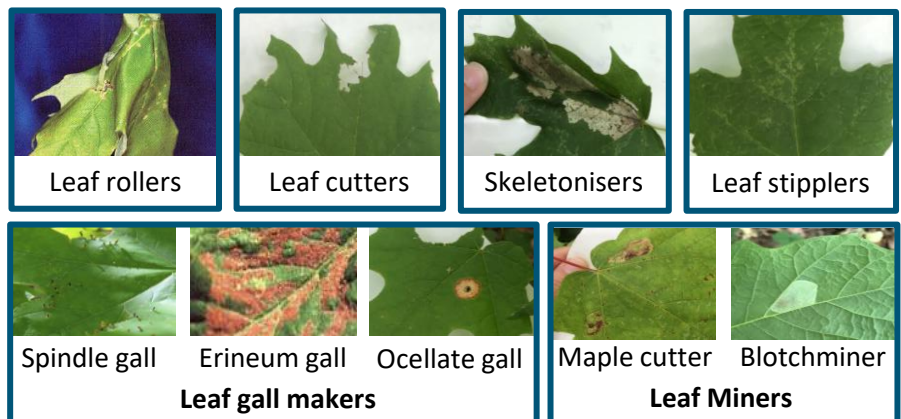 Leaf rollers
Leaf cutters
Skeletonisers
Leaf stipplers
Spindle gall
Erineum gall
Ocellate gall
Leaf gall makers
Maple cutter
Blotchminer
Leaf Miners